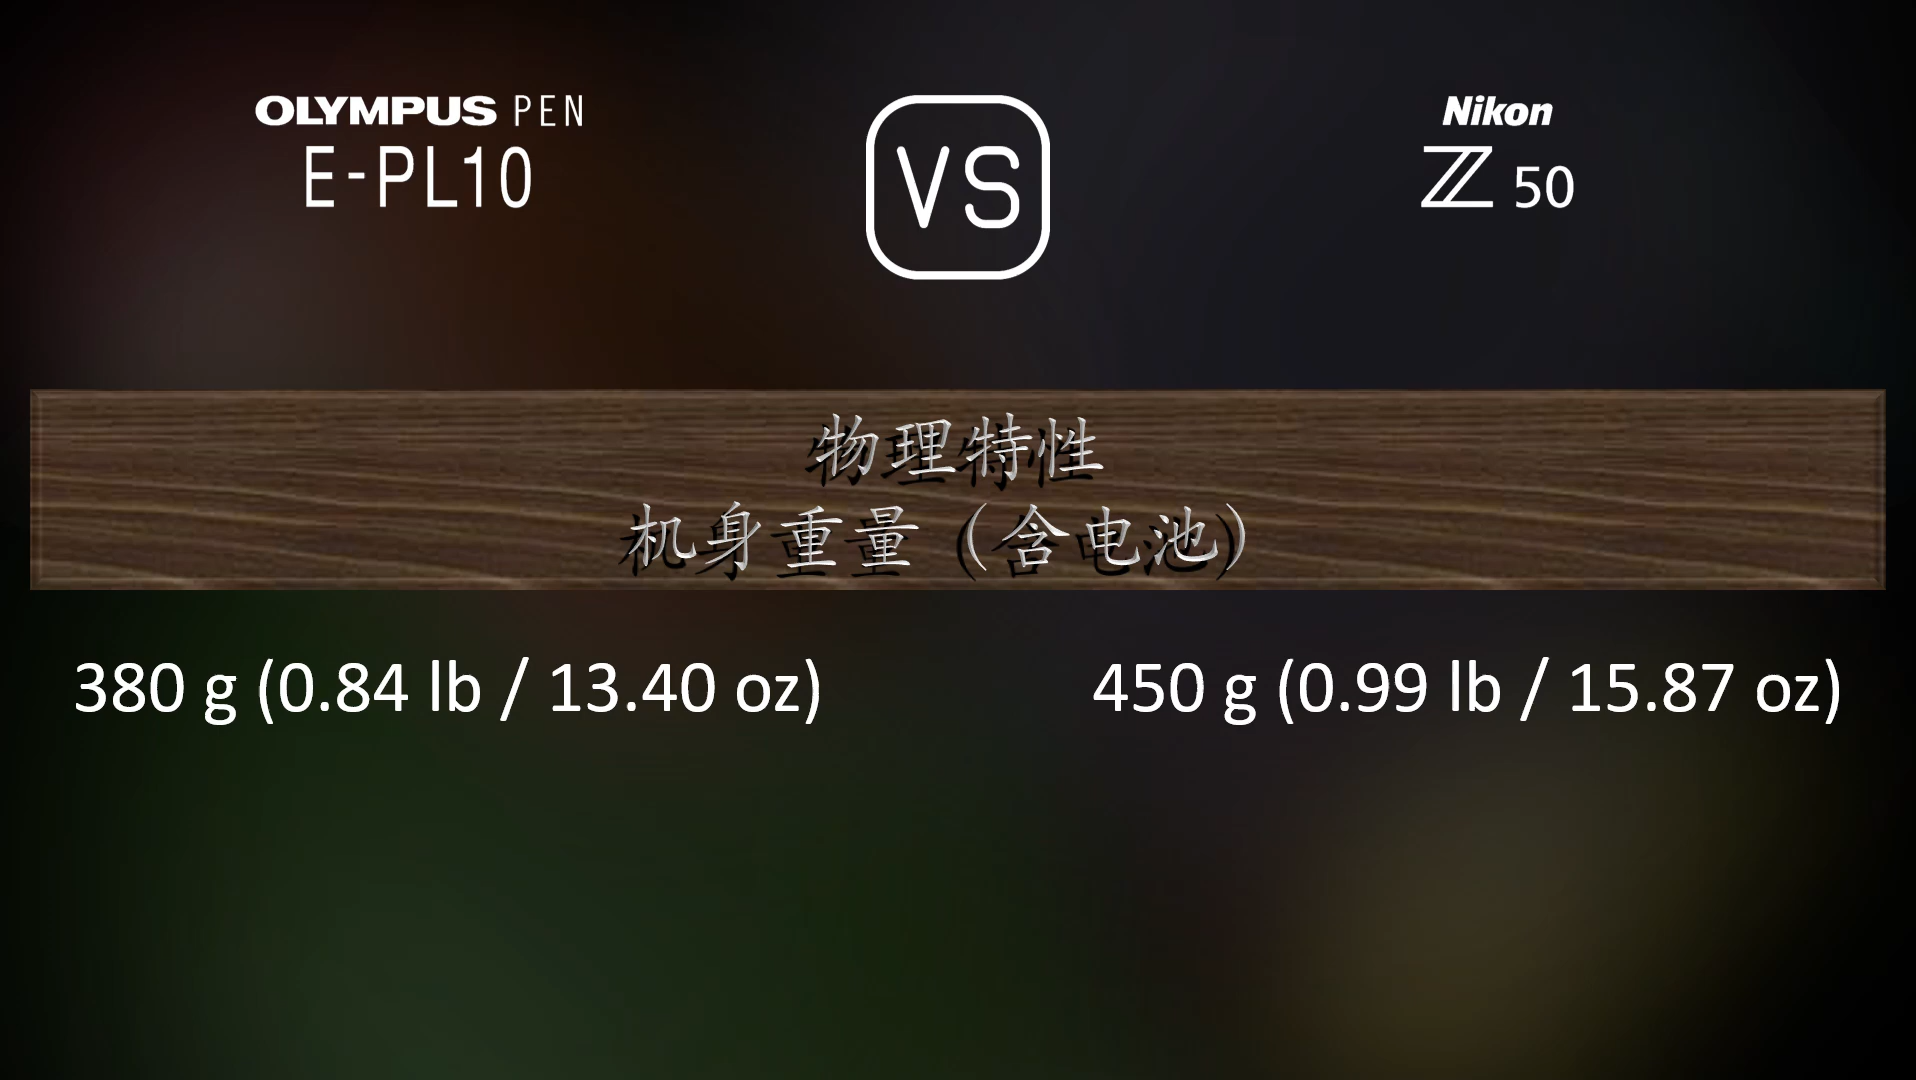 OLYMPUS PEN
E-PL10
VS
Nikon
Z 50
物理特性
机身重量（含电池）
380 g (0.84 lb / 13.40 oz)
450 g (0.99 lb / 15.87 oz)